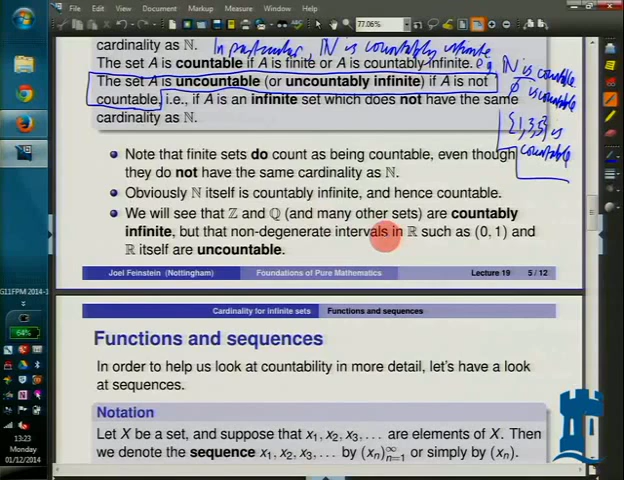 File Edit View Document Makeup Measure Window Help
77.06%
cardinality as ℕ. In particular, ℕ is countably infinite
The set A is countable if A is finite or A is countably infinite. e.g. ℕ is countable
The set A is uncountable (or uncountably infinite) if A is not ∅ is countable
countable, i.e., if A is an infinite set which does not have the same {1,3,5} is
cardinality as ℕ. countable
Note that finite sets do count as being countable, even though
they do not have the same cardinality as ℕ.
Obviously ℕ itself is countably infinite, and hence countable.
We will see that ℤ and ℚ (and many other sets) are countably
infinite, but that non-degenerate intervals in ℝ such as (0, 1) and
ℝ itself are uncountable.
Joel Feinstein (Nottingham) Foundations of Pure Mathematics Lecture 19 5 / 12
G11FPM 2014-1
Cardinality for infinite sets Functions and sequences
Functions and sequences
In order to help us look at countability in more detail, let's have a look
at sequences.
Notation
Let X be a set, and suppose that x₁, x₂, x₃, . . . are elements of X. Then
we denote the sequence x₁, x₂, x₃, . . . by (xₙ)ₙ₌₁^∞ or simply by (xₙ).
64%
13:23
Monday
01/12/2014